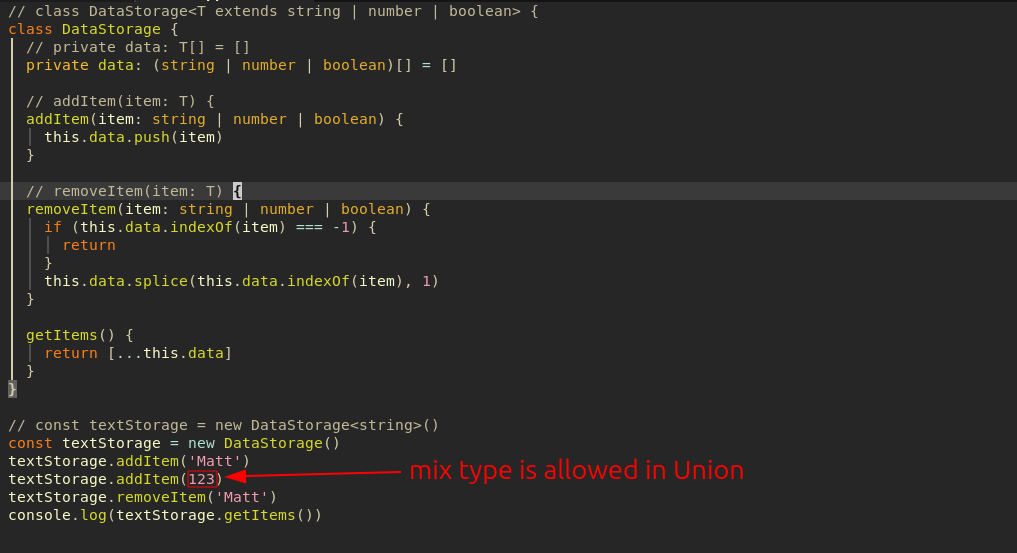 // class DataStorage<T extends string | number | boolean> {
class DataStorage {
  // private data: T[] = []
  private data: (string | number | boolean)[] = []

  // addItem(item: T) {
  addItem(item: string | number | boolean) {
    this.data.push(item)
  }

  // removeItem(item: T) {
  removeItem(item: string | number | boolean) {
    if (this.data.indexOf(item) === -1) {
      return
    }
    this.data.splice(this.data.indexOf(item), 1)
  }

  getItems() {
    return [...this.data]
  }
}

// const textStorage = new DataStorage<string>()
const textStorage = new DataStorage()
textStorage.addItem('Matt')
textStorage.addItem(123) mix type is allowed in Union
textStorage.removeItem('Matt')
console.log(textStorage.getItems())